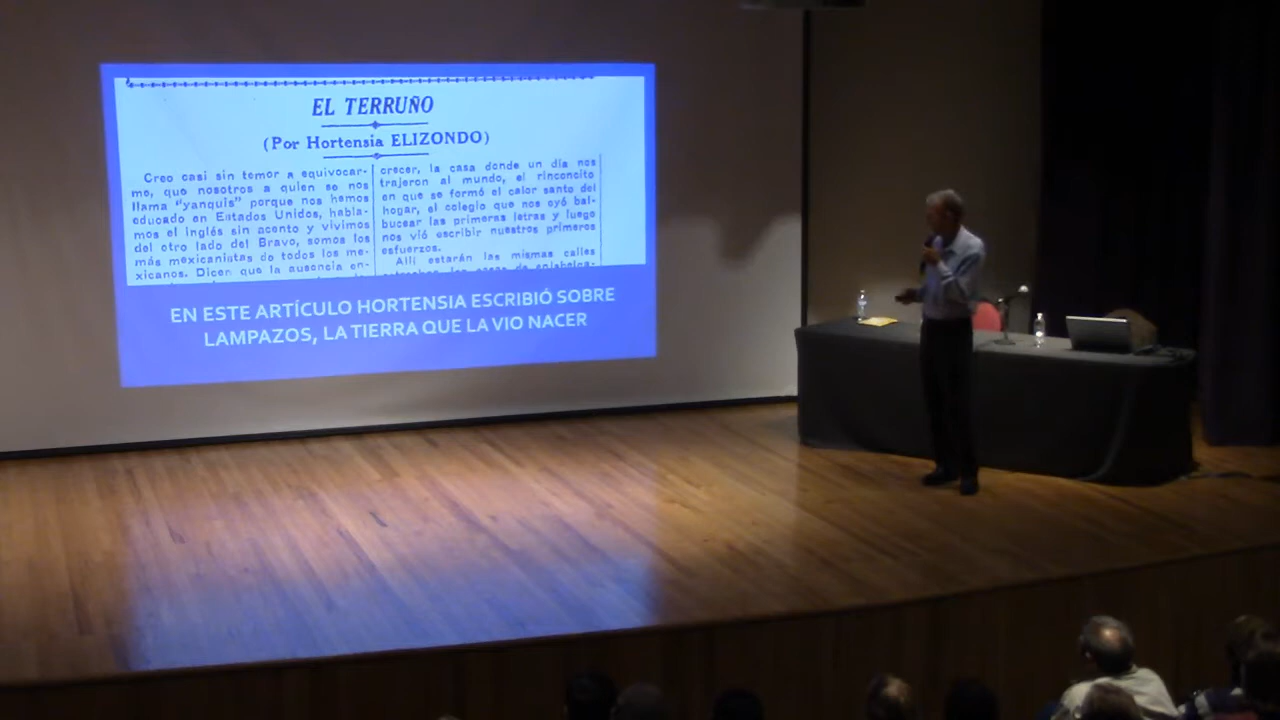 EL TERRUÑO
(Por Hortensia ELIZONDO)
Creo casi sin temor a equivocar-
me, que nosotros a quien se nos
llama "yanquis" porque nos hemos
educado en Estados Unidos, habla-
mos el inglés sin acento y vivimos
del otro lado del Bravo, somos los
más mexicanistas de todos los me-
xicanos. Dicen que la ausencia en-
crecer, la casa donde un día nos
trajeron al mundo, el rinconcito
en que se formó el calor santo del
hogar, el colegio que nos oyó bal-
bucear las primeras letras y luego
nos vió escribir nuestros primeros
esfuerzos.
Allí estarán las mismas calles
EN ESTE ARTÍCULO HORTENSIA ESCRIBIÓ SOBRE
LAMPAZOS, LA TIERRA QUE LA VIO NACER